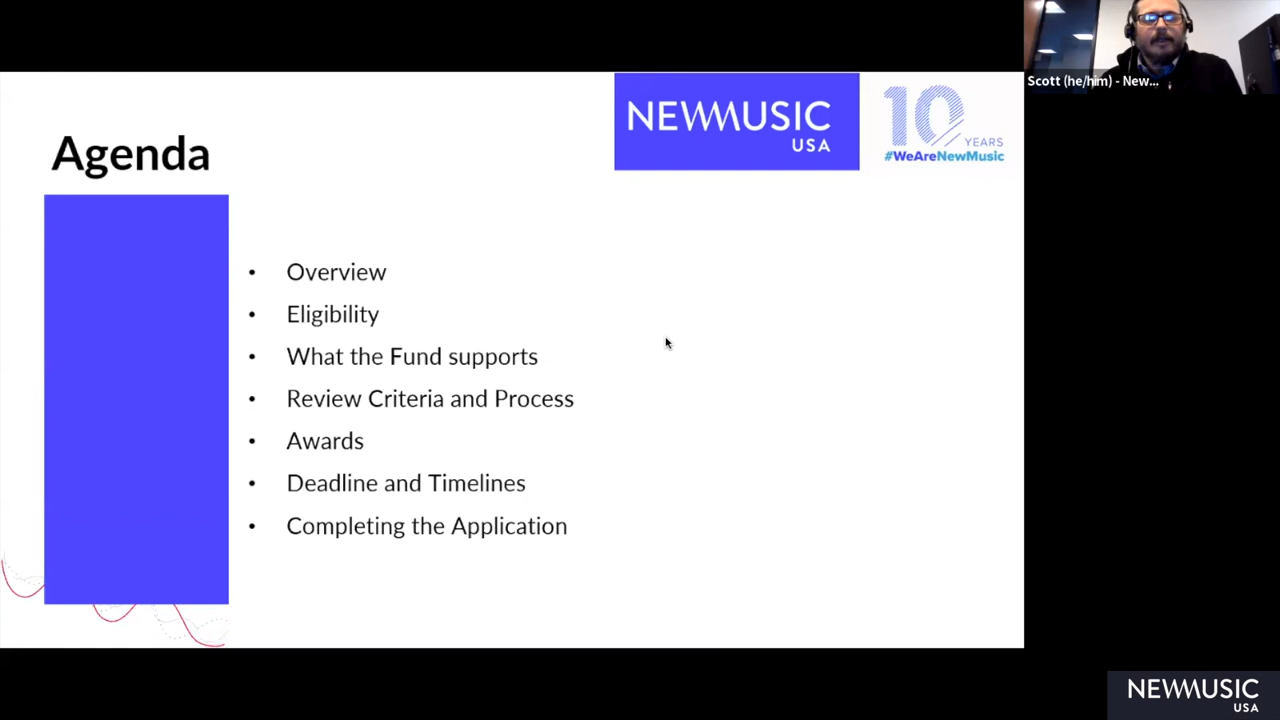 Agenda
NEWMUSIC
USA
10
YEARS
#WeAreNewMusic
Scott (he/him) - New...
• Overview
• Eligibility
• What the Fund supports
• Review Criteria and Process
• Awards
• Deadline and Timelines
• Completing the Application
NEWMUSIC
USA